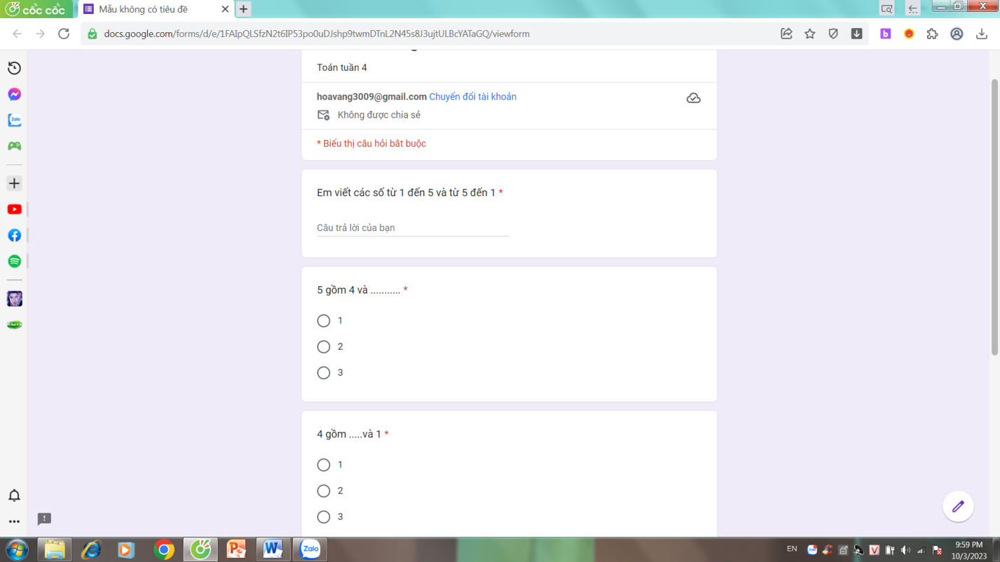 cốc cốc
Mẫu không có tiêu đề
docs.google.com/forms/d/e/1FAIpQLSfzN2t6IP53po0uDJshp9twmDTnL2N45s8J3ujtULBcYATaGQ/viewform
Toán tuần 4
hoavang3009@gmail.com Chuyển đổi tài khoản
Không được chia sẻ
* Biểu thị câu hỏi bắt buộc
Em viết các số từ 1 đến 5 và từ 5 đến 1 *
Câu trả lời của bạn
5 gồm 4 và ........... *
1
2
3
4 gồm .....và 1 *
1
2
3
Zalo
Zalo
EN
9:59 PM
10/3/2023